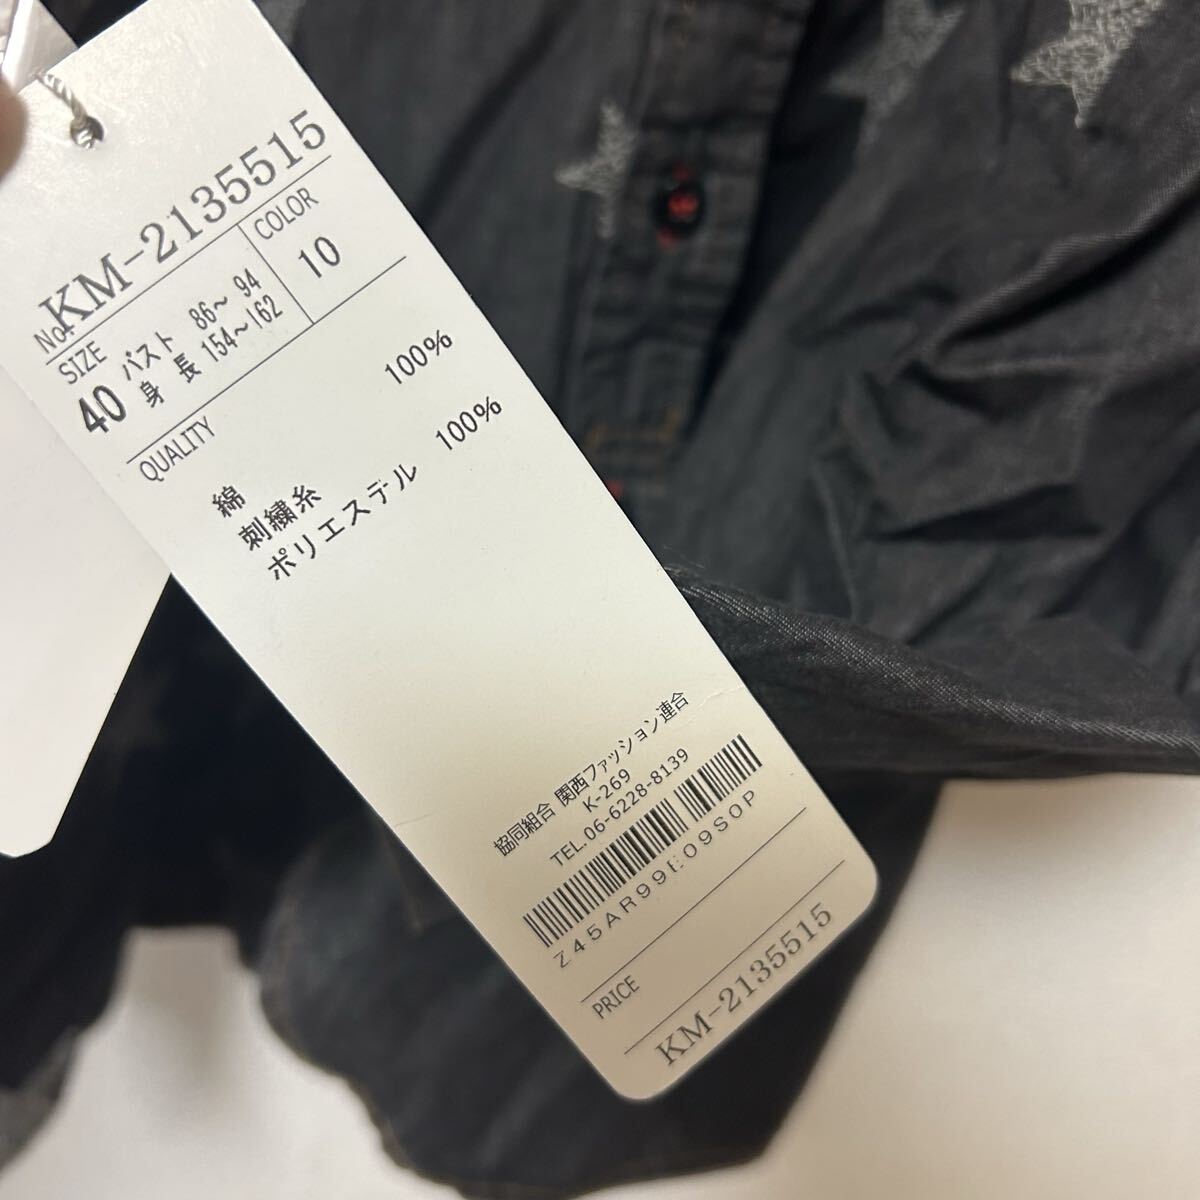 No. KM-2135515
SIZE
COLOR
40 バスト 86～ 94
身 長 154～162
10
QUALITY
綿 100%
刺繍糸
ポリエステル 100%
協同組合 関西ファッション連合
K-269
TEL.06-6228-8139
Z45AR99E09S0P
PRICE
KM-2135515